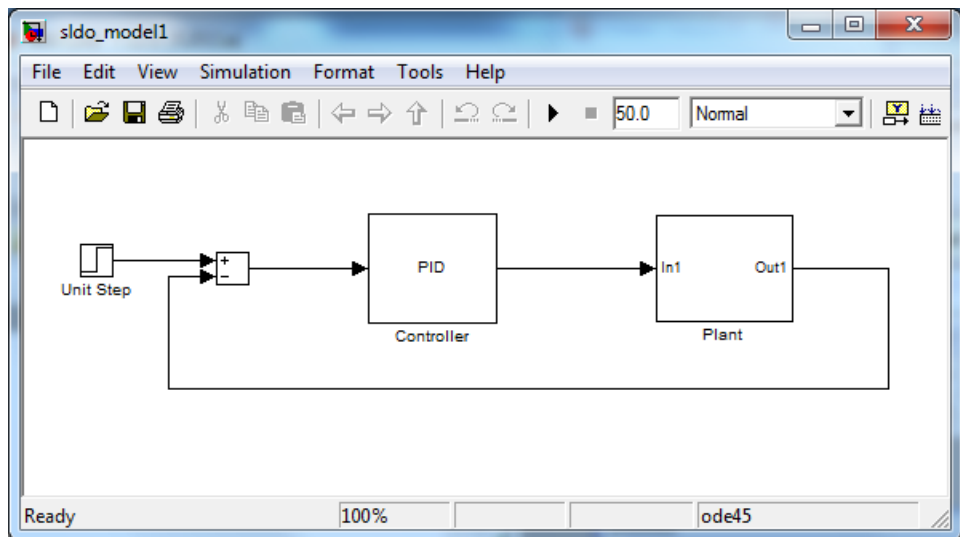 sldo_model1
File Edit View Simulation Format Tools Help
50.0 Normal
+
−
Unit Step
PID
Controller
In1 Out1
Plant
Ready 100% ode45